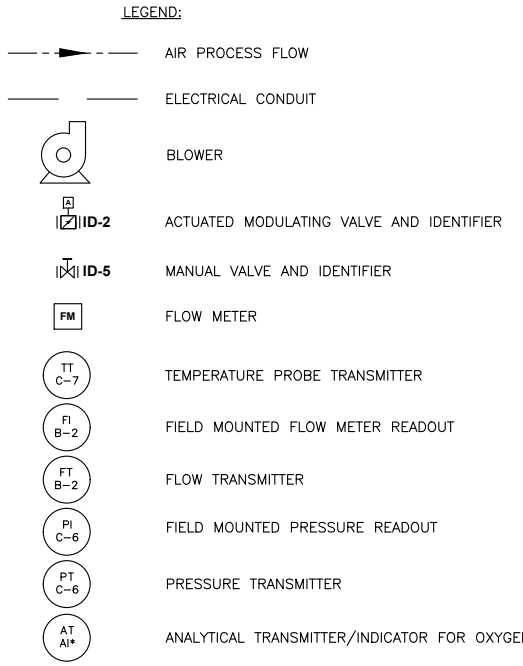 LEGEND:
AIR PROCESS FLOW
ELECTRICAL CONDUIT
BLOWER
A
ID-2 ACTUATED MODULATING VALVE AND IDENTIFIER
ID-5 MANUAL VALVE AND IDENTIFIER
FM FLOW METER
TT
C-7 TEMPERATURE PROBE TRANSMITTER
FI
B-2 FIELD MOUNTED FLOW METER READOUT
FT
B-2 FLOW TRANSMITTER
PI
C-6 FIELD MOUNTED PRESSURE READOUT
PT
C-6 PRESSURE TRANSMITTER
AT
AI* ANALYTICAL TRANSMITTER/INDICATOR FOR OXYGE